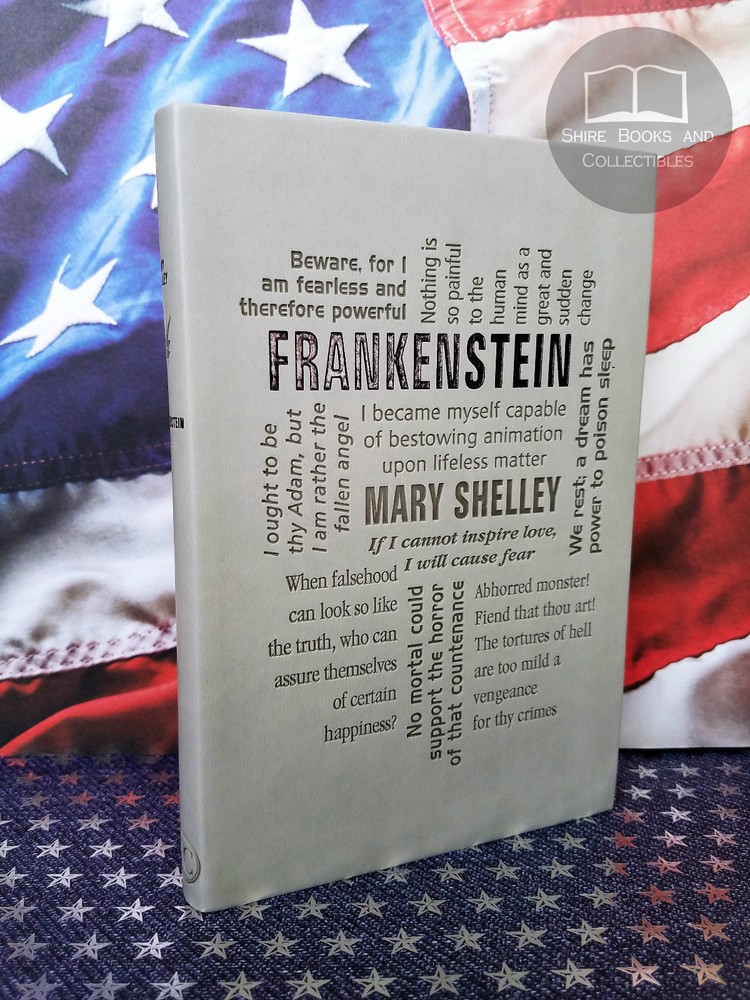 SHIRE BOOKS AND
COLLECTIBLES
Beware, for I
am fearless and
therefore powerful
Nothing is
so painful
to the
human
mind as a
great and
sudden
change
FRANKENSTEIN
I ought to be
thy Adam, but
I am rather the
fallen angel
I became myself capable
of bestowing animation
upon lifeless matter
We rest; a dream has
power to poison sleep
MARY SHELLEY
If I cannot inspire love,
I will cause fear
When falsehood
can look so like
the truth, who can
assure themselves
of certain
happiness?
No mortal could
support the horror
of that countenance
Abhorred monster!
Fiend that thou art!
The tortures of hell
are too mild a
vengeance
for thy crimes